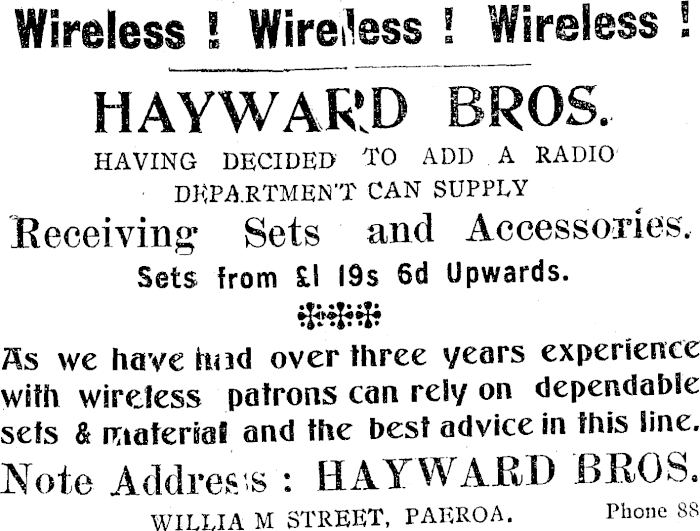 Wireless ! Wireless ! Wireless !
HAYWARD BROS.
HAVING DECIDED TO ADD A RADIO
DEPARTMENT CAN SUPPLY
Receiving Sets and Accessories.
Sets from £1 19s 6d Upwards.
As we have had over three years experience
with wireless patrons can rely on dependable
sets & material and the best advice in this line.
Note Address : HAYWARD BROS.
WILLIAM STREET, PAEROA. Phone 88